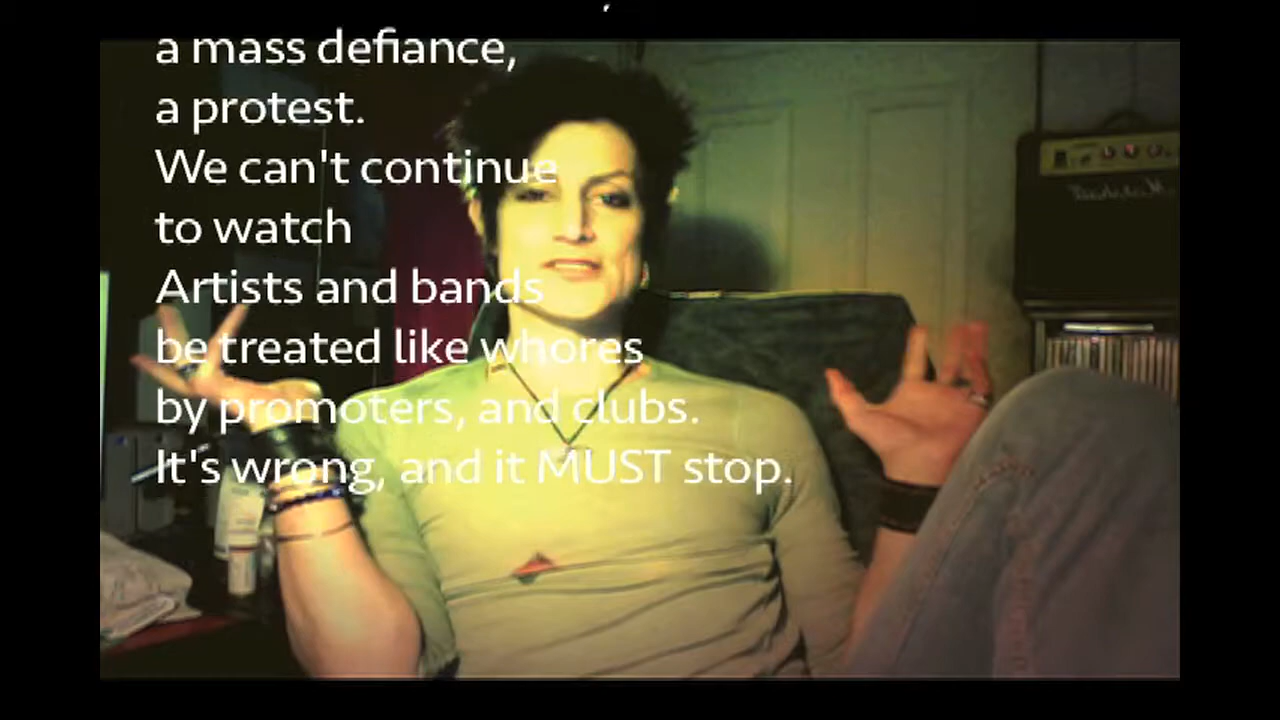 a mass defiance,
a protest.
We can't continue
to watch
Artists and bands
be treated like whores
by promoters, and clubs.
It's wrong, and it MUST stop.